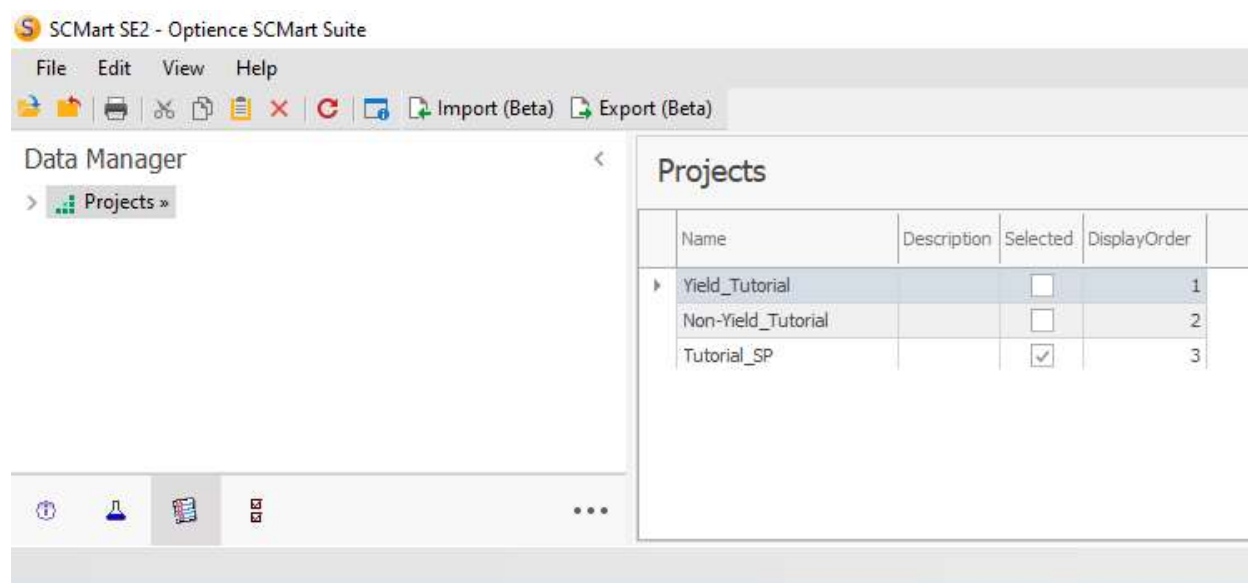 SCMart SE2 - Optience SCMart Suite
File Edit View Help
Import (Beta) Export (Beta)
Data Manager
Projects »
Projects
Name Description Selected DisplayOrder
Yield_Tutorial 1
Non-Yield_Tutorial 2
Tutorial_SP 3